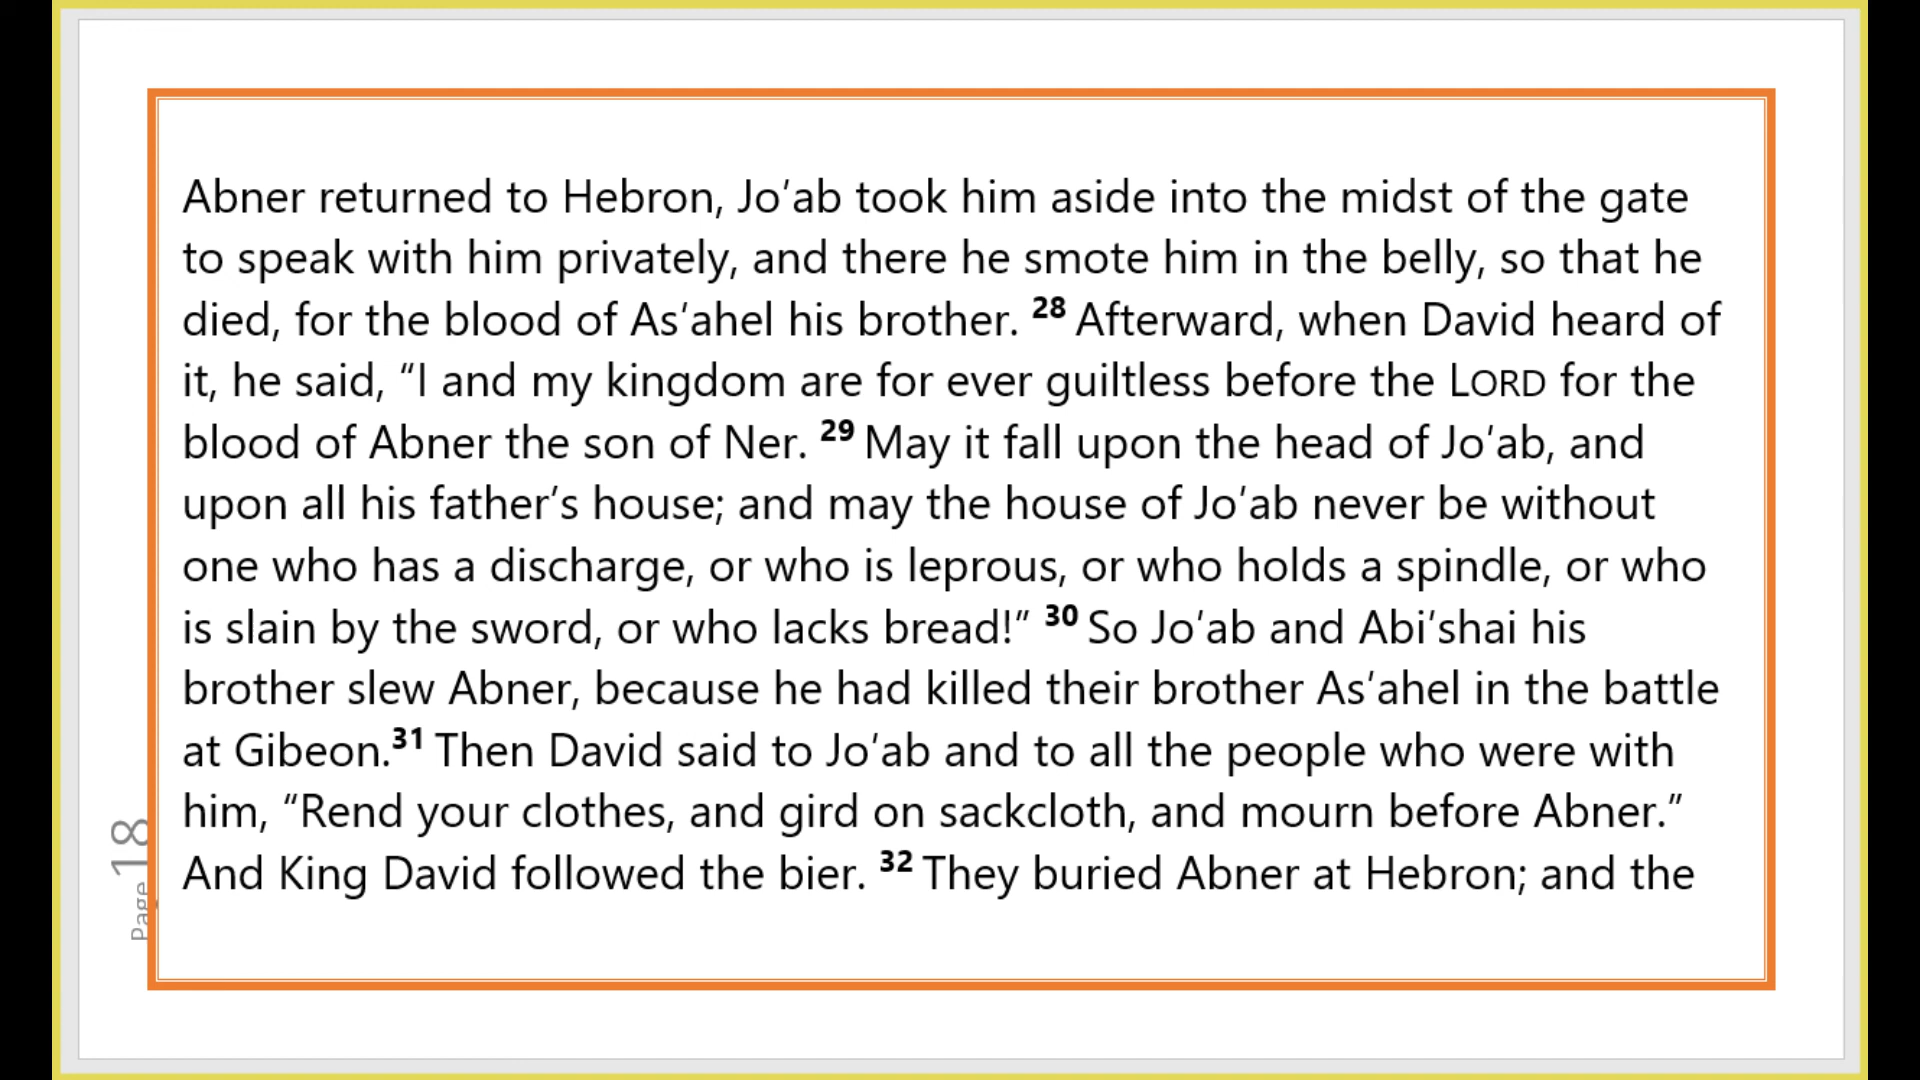 Abner returned to Hebron, Jo′ab took him aside into the midst of the gate
to speak with him privately, and there he smote him in the belly, so that he
died, for the blood of As′ahel his brother. 28 Afterward, when David heard of
it, he said, “I and my kingdom are for ever guiltless before the LORD for the
blood of Abner the son of Ner. 29 May it fall upon the head of Jo′ab, and
upon all his father’s house; and may the house of Jo′ab never be without
one who has a discharge, or who is leprous, or who holds a spindle, or who
is slain by the sword, or who lacks bread!” 30 So Jo′ab and Abi′shai his
brother slew Abner, because he had killed their brother As′ahel in the battle
at Gibeon.31 Then David said to Jo′ab and to all the people who were with
him, “Rend your clothes, and gird on sackcloth, and mourn before Abner.”
And King David followed the bier. 32 They buried Abner at Hebron; and the
Page 18